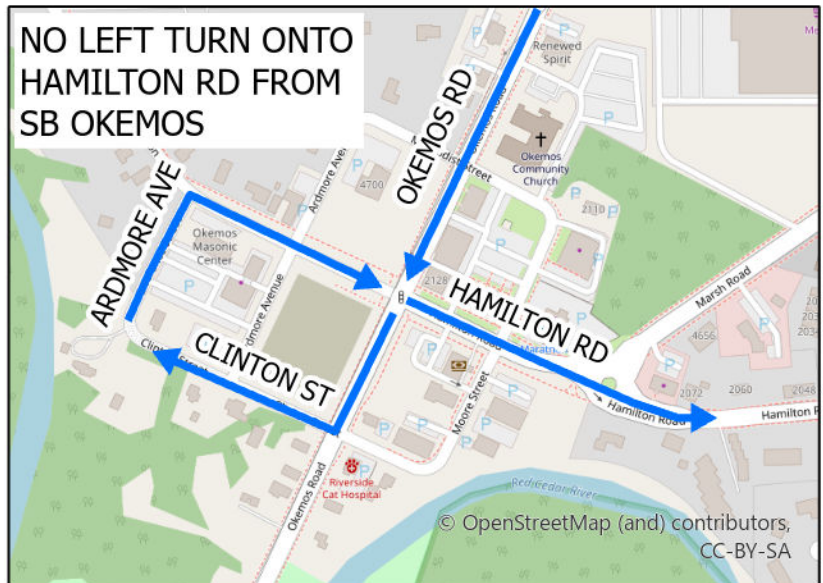 NO LEFT TURN ONTO
HAMILTON RD FROM
SB OKEMOS
Renewed
Spirit
OKEMOS RD
Okemos Road
Okemos
Community
Church
Ardmore Avenue
4700
2110
ARDMORE AVE
Okemos
Masonic
Center
Ardmore Avenue
2128
HAMILTON RD
Marsh Road
4656
CLINTON ST
Moore Street
2072
2060
2048
Hamilton Road
Riverside
Cat Hospital
Okemos Road
Red Cedar River
© OpenStreetMap (and) contributors,
CC-BY-SA